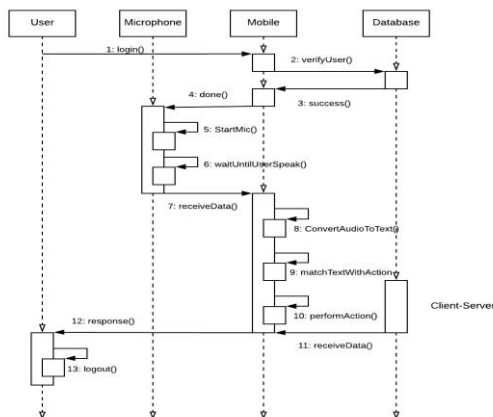 User
Microphone
Mobile
Database
1: login()
2: verifyUser()
3: success()
4: done()
5: StartMic()
6: waitUntilUserSpeak()
7: receiveData()
8: ConvertAudioToText()
9: matchTextWithAction
10: performAction()
Client-Server
11: receiveData()
12: response()
13: logout()